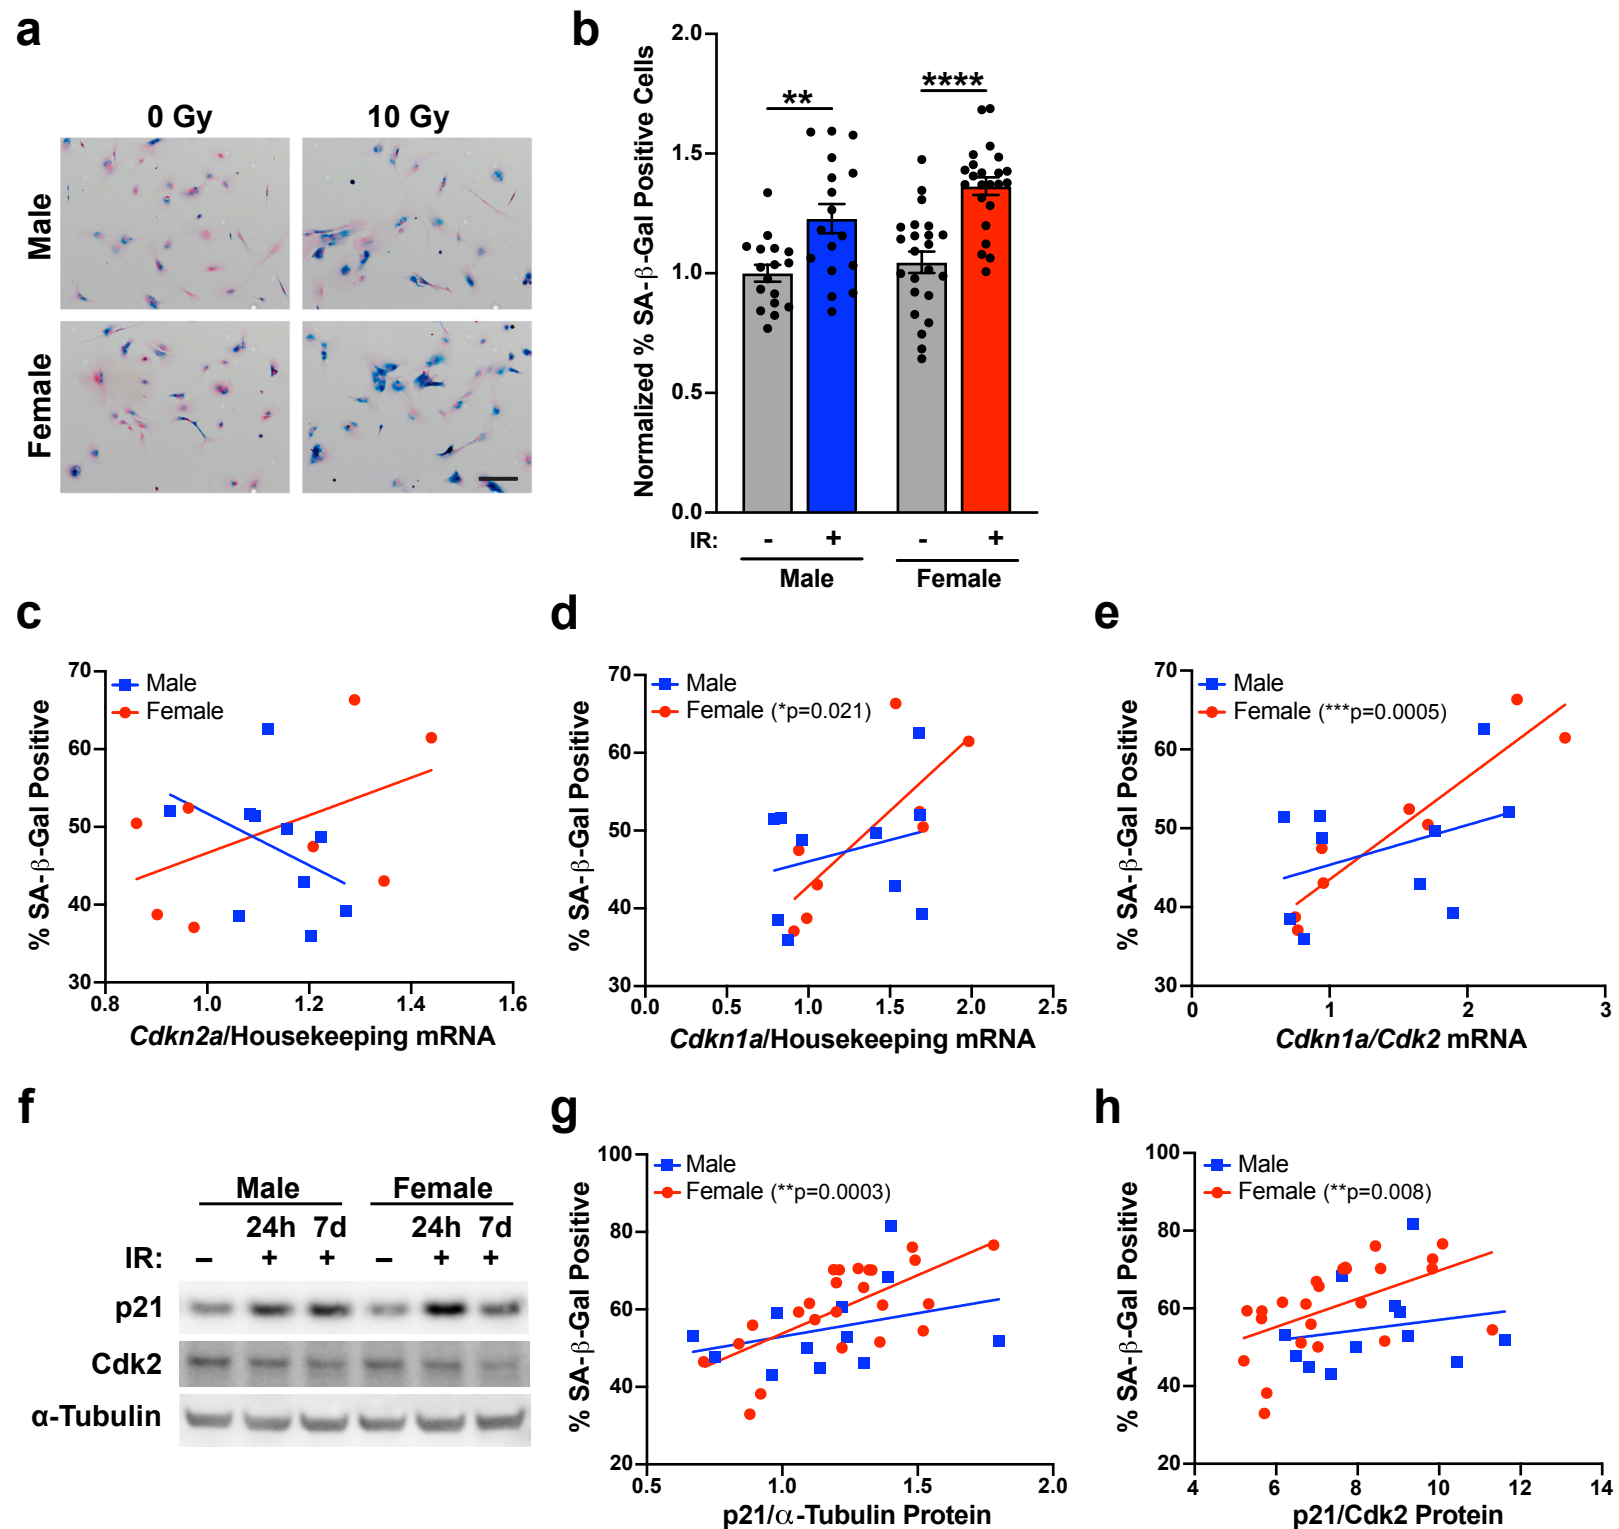 a
0 Gy 10 Gy
Male
Female
b
Normalized % SA-β-Gal Positive Cells
2.0
1.5
1.0
0.5
0.0
**
****
IR: - + - +
Male Female
c
% SA-β-Gal Positive
70
60
50
40
30
Male
Female
0.8 1.0 1.2 1.4 1.6
Cdkn2a/Housekeeping mRNA
d
% SA-β-Gal Positive
70
60
50
40
30
Male
Female (*p=0.021)
0.0 0.5 1.0 1.5 2.0 2.5
Cdkn1a/Housekeeping mRNA
e
% SA-β-Gal Positive
70
60
50
40
30
Male
Female (***p=0.0005)
0 1 2 3
Cdkn1a/Cdk2 mRNA
f
Male Female
24h 7d 24h 7d
IR: – + + – + +
p21
Cdk2
α-Tubulin
g
% SA-β-Gal Positive
100
80
60
40
20
Male
Female (**p=0.0003)
0.5 1.0 1.5 2.0
p21/α-Tubulin Protein
h
% SA-β-Gal Positive
100
80
60
40
20
Male
Female (**p=0.008)
4 6 8 10 12 14
p21/Cdk2 Protein